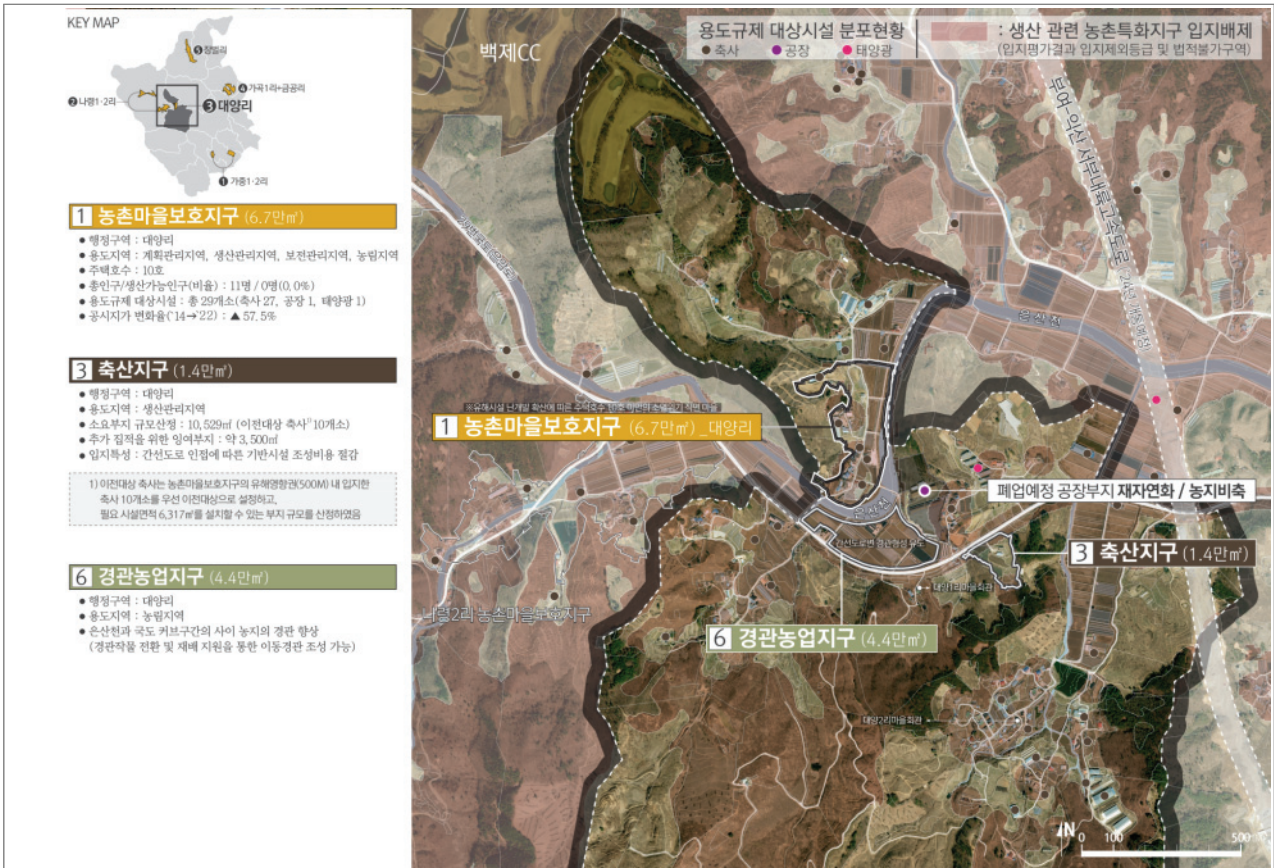 KEY MAP
❺ 장벌리
❷ 나령1·2리
❹ 가곡1리+금공리
❸ 대양리
❶ 가중1·2리
1 농촌마을보호지구 (6.7만㎡)
● 행정구역 : 대양리
● 용도지역 : 계획관리지역, 생산관리지역, 보전관리지역, 농림지역
● 주택호수 : 10호
● 총인구/생산가능인구(비율) : 11명 / 0명(0.0%)
● 용도규제 대상시설 : 총 29개소(축사 27, 공장 1, 태양광 1)
● 공시지가 변화율('14→'22) : ▲ 57.5%
3 축산지구 (1.4만㎡)
● 행정구역 : 대양리
● 용도지역 : 생산관리지역
● 소요부지 규모산정 : 10,529㎡ (이전대상 축사1) 10개소)
● 추가 집적을 위한 잉여부지 : 약 3,500㎡
● 입지특성 : 간선도로 인접에 따른 기반시설 조성비용 절감
1) 이전대상 축사는 농촌마을보호지구의 유해영향권(500M) 내 입지한
축사 10개소를 우선 이전대상으로 설정하고,
필요 시설면적 6,317㎡를 설치할 수 있는 부지 규모를 산정하였음
6 경관농업지구 (4.4만㎡)
● 행정구역 : 대양리
● 용도지역 : 농림지역
● 은산천과 국도 커브구간의 사이 농지의 경관 향상
(경관작물 전환 및 재배 지원을 통한 이동경관 조성 가능)
용도규제 대상시설 분포현황
● 축사 ● 공장 ● 태양광
: 생산 관련 농촌특화지구 입지배제
(입지평가결과 입지제외등급 및 법적불가구역)
백제CC
부여-익산 서부내륙고속도로 ('24년 개통예정)
은산천
1 농촌마을보호지구 (6.7만㎡)_대양리
폐업예정 공장부지 재자연화 / 농지비축
은산천
간선도로변 경관형성 유도
3 축산지구 (1.4만㎡)
대양1리마을회관
나령2리 농촌마을보호지구
6 경관농업지구 (4.4만㎡)
대양2리마을회관
N 0 100 500